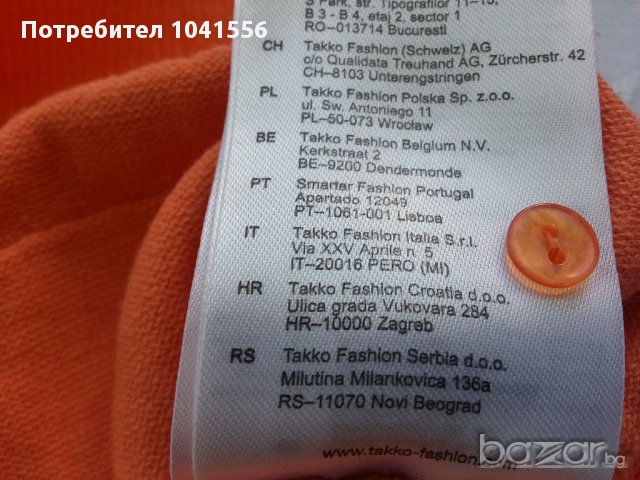 Потребител 1041556
S Park, str. Tipografilor 11-15,
B 3 - B 4, etaj 2, sector 1
RO–013714 Bucuresti
CH Takko Fashion (Schweiz) AG
c/o Qualidata Treuhand AG, Zürcherstr. 42
CH–8103 Unterengstringen
PL Takko Fashion Polska Sp. z.o.o.
ul. Sw. Antoniego 11
PL–50-073 Wrocław
BE Takko Fashion Belgium N.V.
Kerkstraat 2
BE–9200 Dendermonde
PT Smarter Fashion Portugal
Apartado 12049
PT–1061-001 Lisboa
IT Takko Fashion Italia S.r.l.
Via XXV Aprile n. 5
IT–20016 PERO (MI)
HR Takko Fashion Croatia d.o.o.
Ulica grada Vukovara 284
HR–10000 Zagreb
RS Takko Fashion Serbia d.o.o.
Milutina Milankovica 136a
RS–11070 Novi Beograd
www.takko-fashion.com
bazar.bg